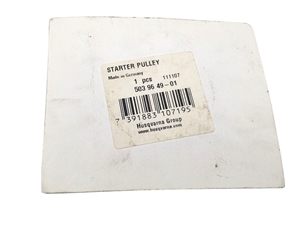 STARTER PULLEY
Made in Germany
1 pcs 111107
503 96 49-01
7 391883 107195
Husqvarna Group
www.husqvarna.com